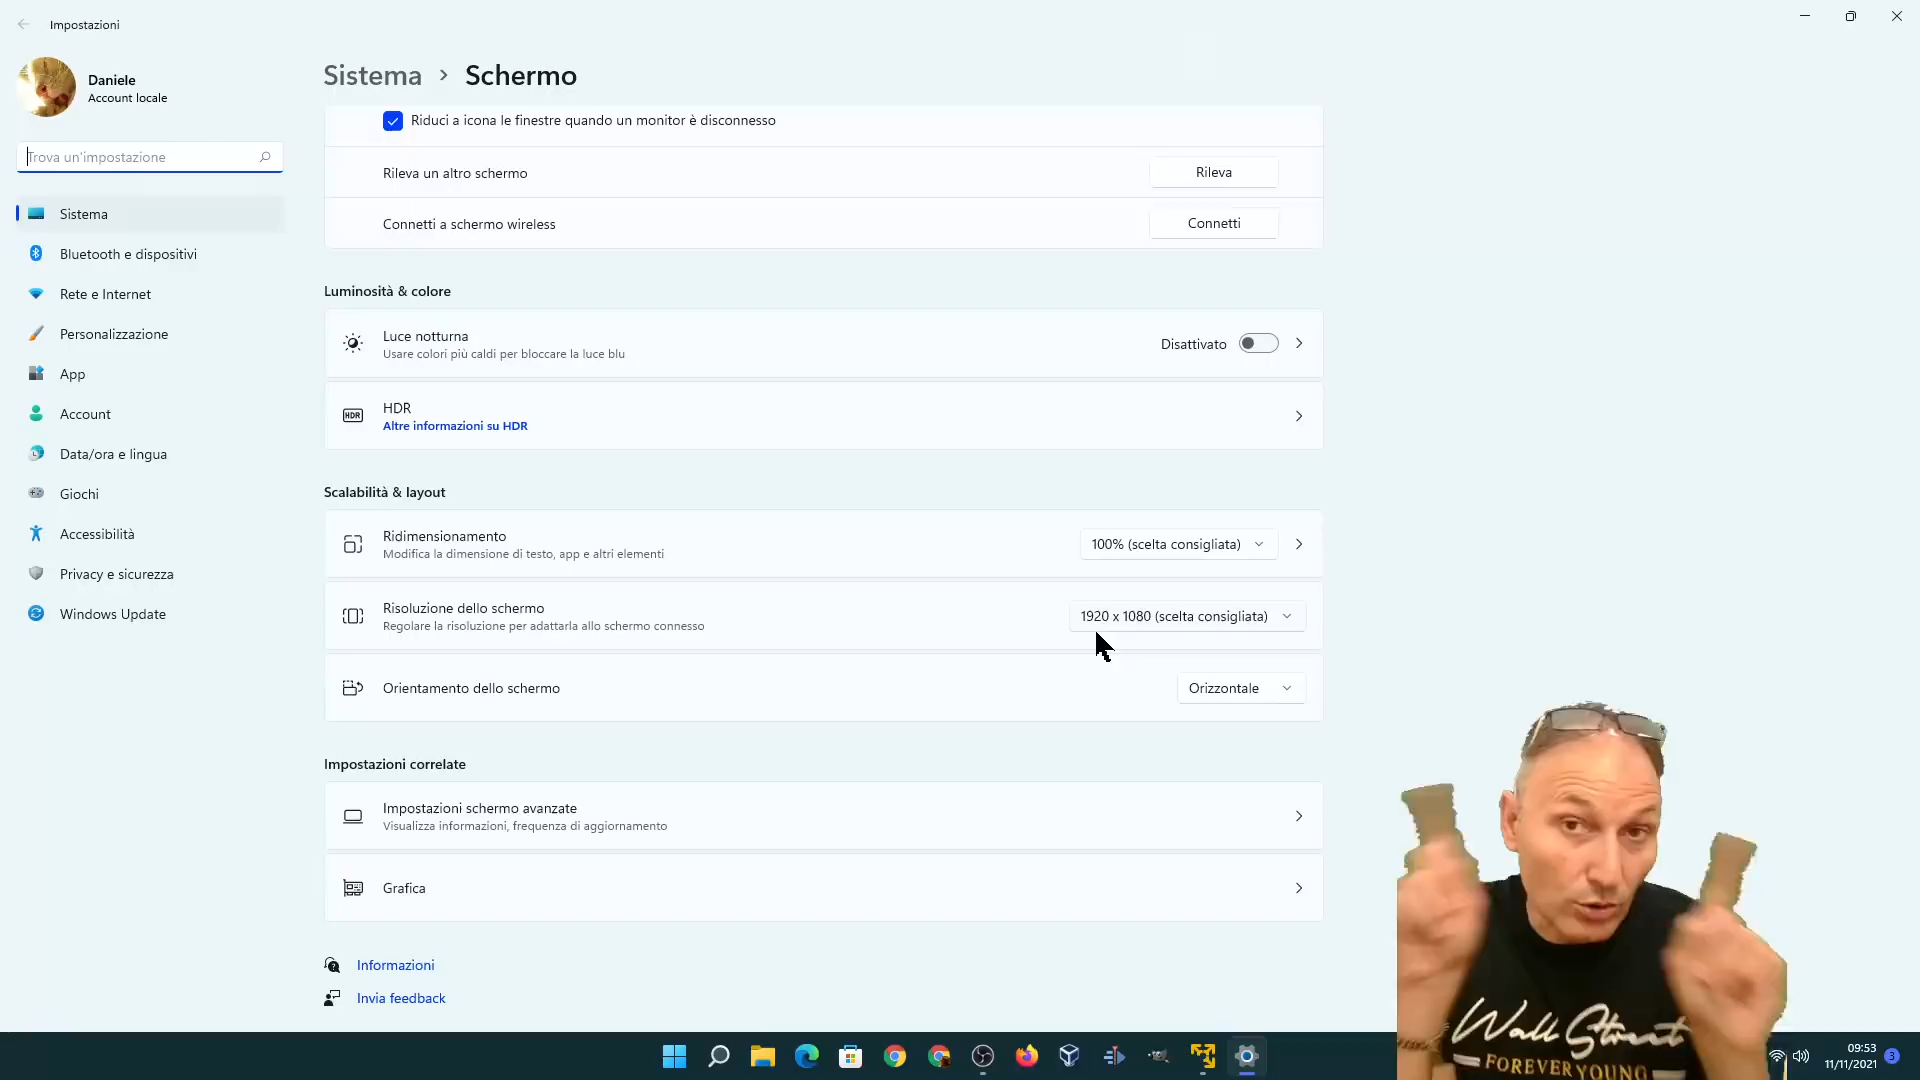 Impostazioni
Daniele
Account locale
Trova un'impostazione
Sistema
Bluetooth e dispositivi
Rete e Internet
Personalizzazione
App
Account
Data/ora e lingua
Giochi
Accessibilità
Privacy e sicurezza
Windows Update
Sistema › Schermo
Riduci a icona le finestre quando un monitor è disconnesso
Rileva un altro schermo
Rileva
Connetti a schermo wireless
Connetti
Luminosità & colore
Luce notturna
Usare colori più caldi per bloccare la luce blu
Disattivato
HDR
HDR
Altre informazioni su HDR
Scalabilità & layout
Ridimensionamento
Modifica la dimensione di testo, app e altri elementi
100% (scelta consigliata)
Risoluzione dello schermo
Regolare la risoluzione per adattarla allo schermo connesso
1920 x 1080 (scelta consigliata)
Orientamento dello schermo
Orizzontale
Impostazioni correlate
Impostazioni schermo avanzate
Visualizza informazioni, frequenza di aggiornamento
Grafica
Informazioni
Invia feedback
Wall Street
FOREVER YOUNG
09:53
11/11/2021
3